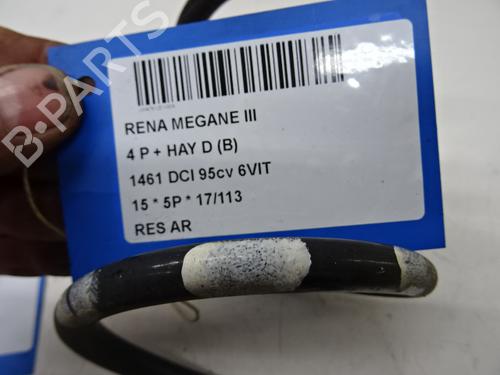 B-PARTS
RENA MEGANE III
4 P + HAY D (B)
1461 DCI 95cv 6VIT
15 * 5P * 17/113
RES AR